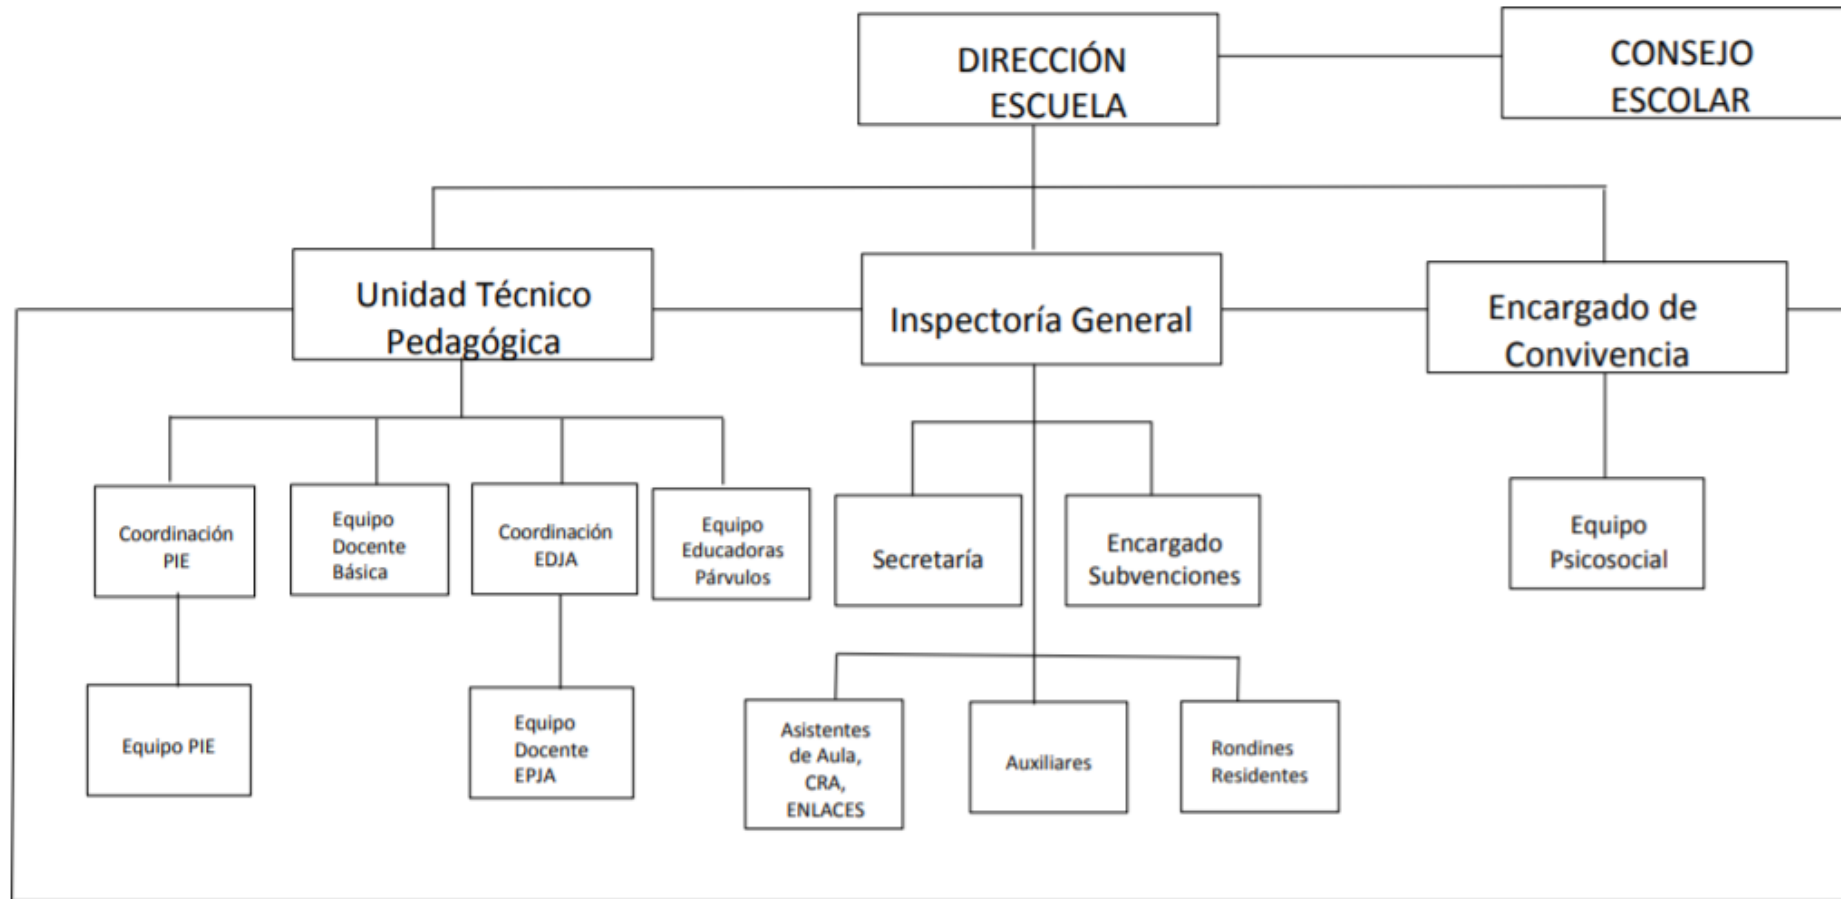 DIRECCIÓN
ESCUELA
CONSEJO
ESCOLAR
Unidad Técnico
Pedagógica
Inspectoría General
Encargado de
Convivencia
Coordinación
PIE
Equipo
Docente
Básica
Coordinación
EDJA
Equipo
Educadoras
Párvulos
Secretaría
Encargado
Subvenciones
Equipo
Psicosocial
Equipo PIE
Equipo
Docente
EPJA
Asistentes
de Aula,
CRA,
ENLACES
Auxiliares
Rondines
Residentes